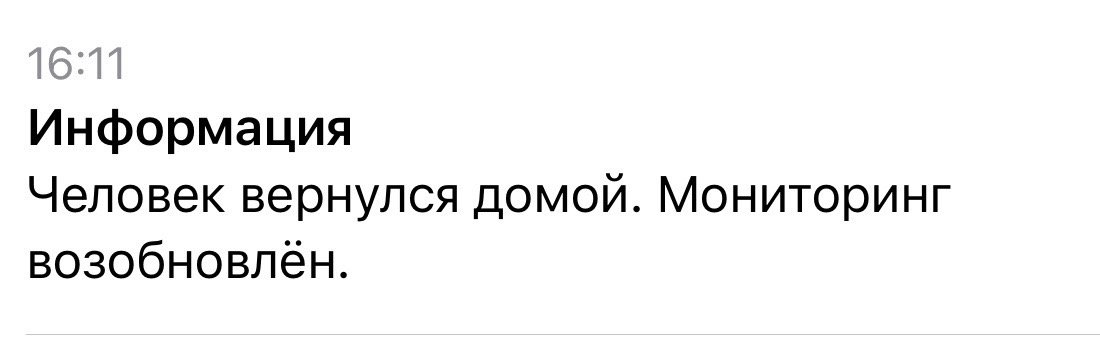 16:11
Информация
Человек вернулся домой. Мониторинг
возобновлён.